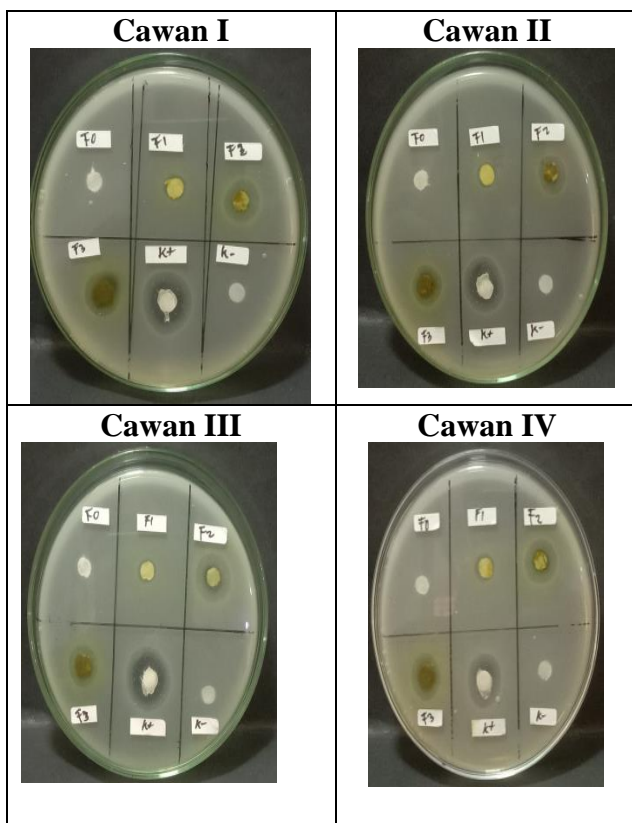 Cawan I
F0 F1 F2
F3 K+ K-
Cawan II
F0 F1 F2
F3 K+ K-
Cawan III
F0 F1 F2
F3 K+ K-
Cawan IV
F0 F1 F2
F3 K+ K-